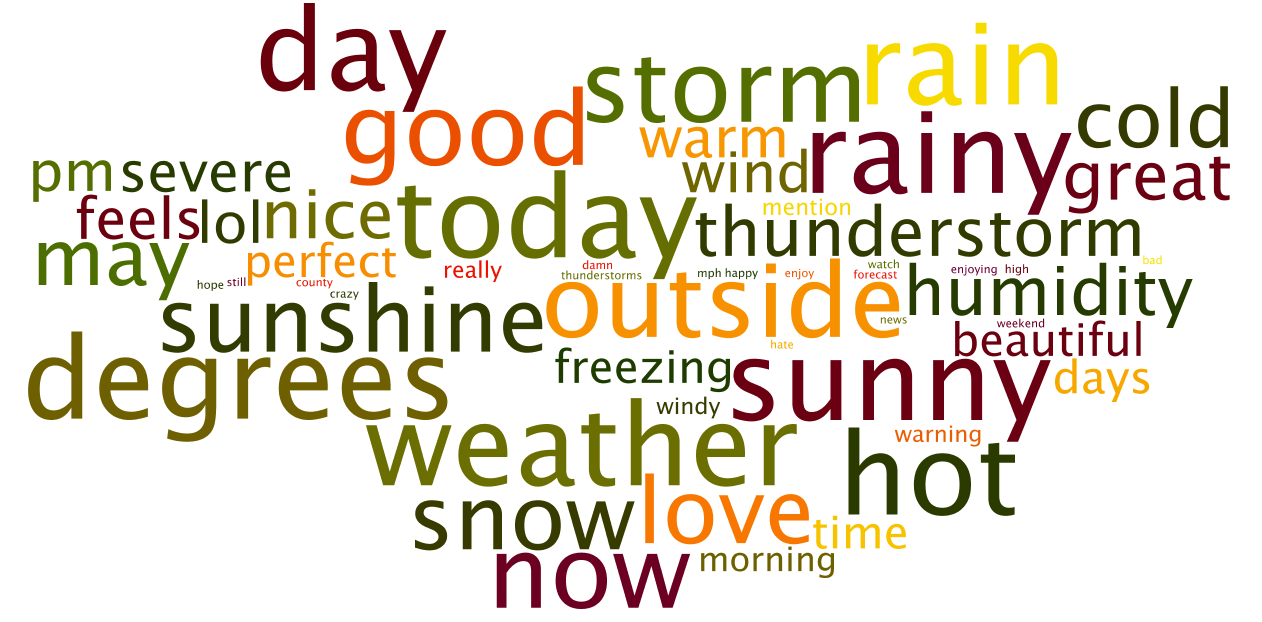 day
storm rain
good
cold
warm
rainy
pm severe
wind
great
feels lol nice today
mention
thunderstorm
may
perfect
really
damn
watch
bad
thunderstorms
mph happy
enjoy
forecast
enjoying high
hope still
county
crazy
sunshine outside humidity
news
weekend
hate
beautiful
degrees
freezing
sunny
days
windy
weather
warning
hot
snow love
time
now
morning